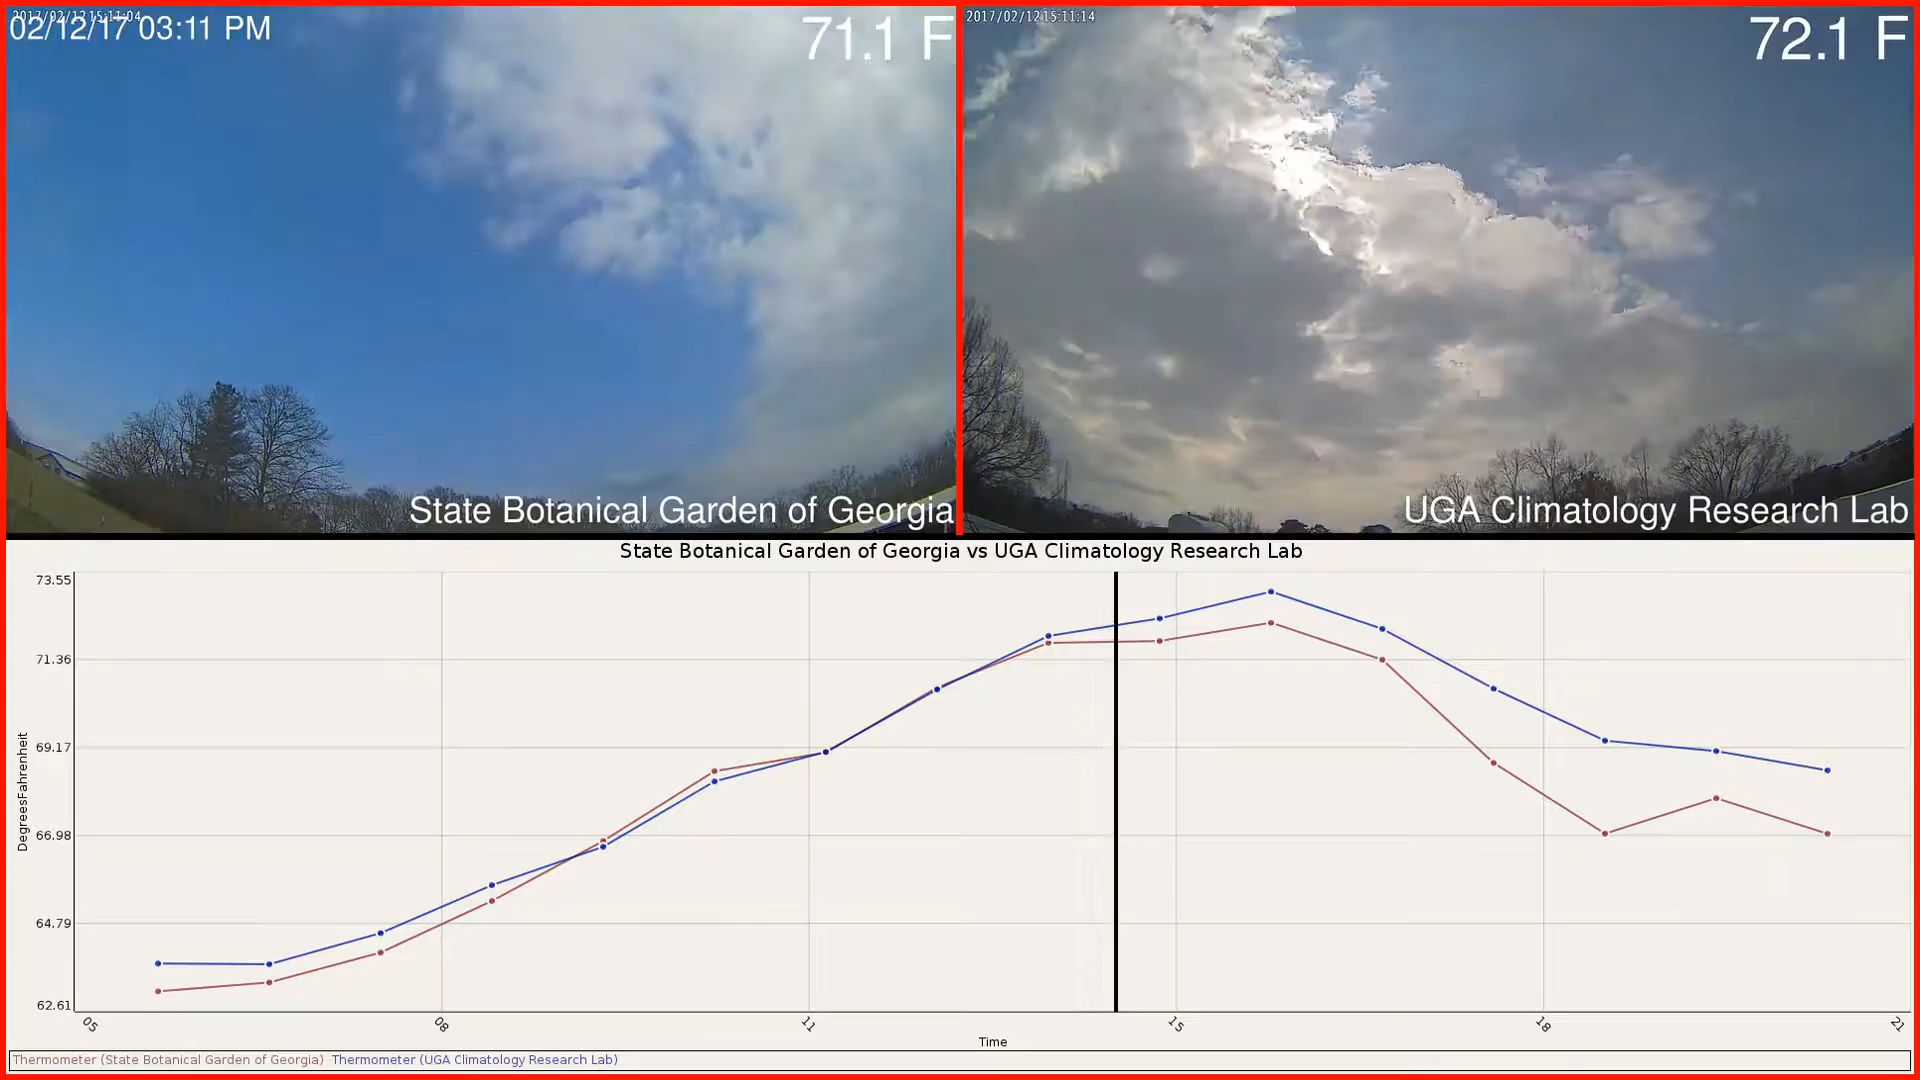 2017/02/12 15:11:04
02/12/17 03:11 PM
71.1 F
State Botanical Garden of Georgia
2017/02/12 15:11:14
72.1 F
UGA Climatology Research Lab
State Botanical Garden of Georgia vs UGA Climatology Research Lab
73.55
71.36
69.17
66.98
64.79
62.61
DegreesFahrenheit
05
08
11
15
18
21
Time
Thermometer (State Botanical Garden of Georgia) Thermometer (UGA Climatology Research Lab)